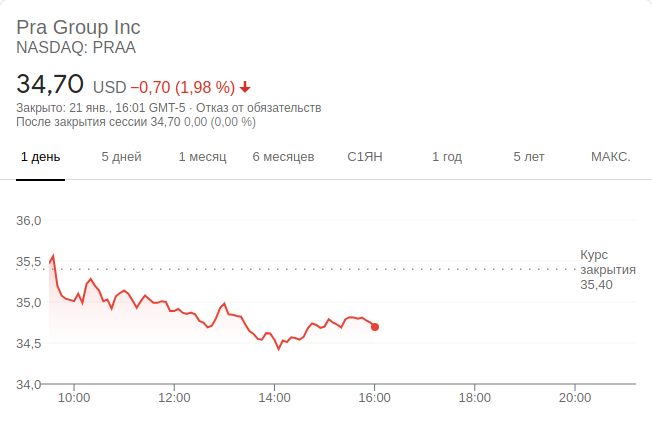 Pra Group Inc
NASDAQ: PRAA
34,70 USD −0,70 (1,98 %)
Закрыто: 21 янв., 16:01 GMT-5 · Отказ от обязательств
После закрытия сессии 34,70 0,00 (0,00 %)
1 день 5 дней 1 месяц 6 месяцев С1ЯН 1 год 5 лет МАКС.
36,0
35,5
35,0
34,5
34,0
Курс
закрытия
35,40
10:00 12:00 14:00 16:00 18:00 20:00